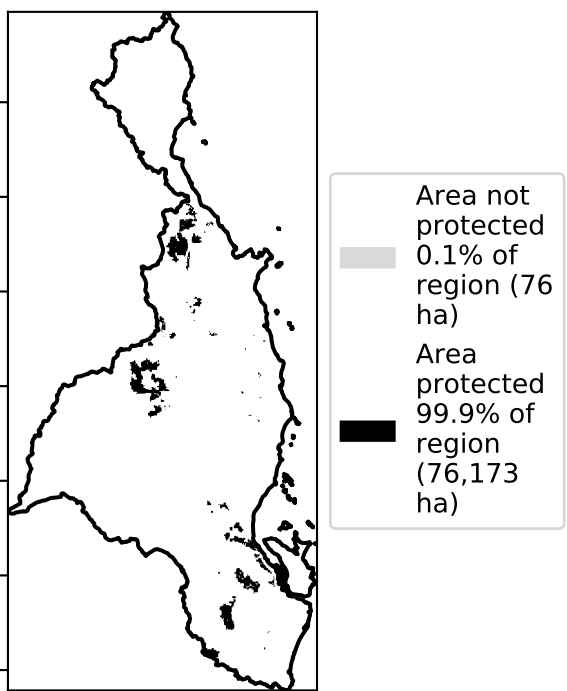 Area not
protected
0.1% of
region (76
ha)
Area
protected
99.9% of
region
(76,173
ha)